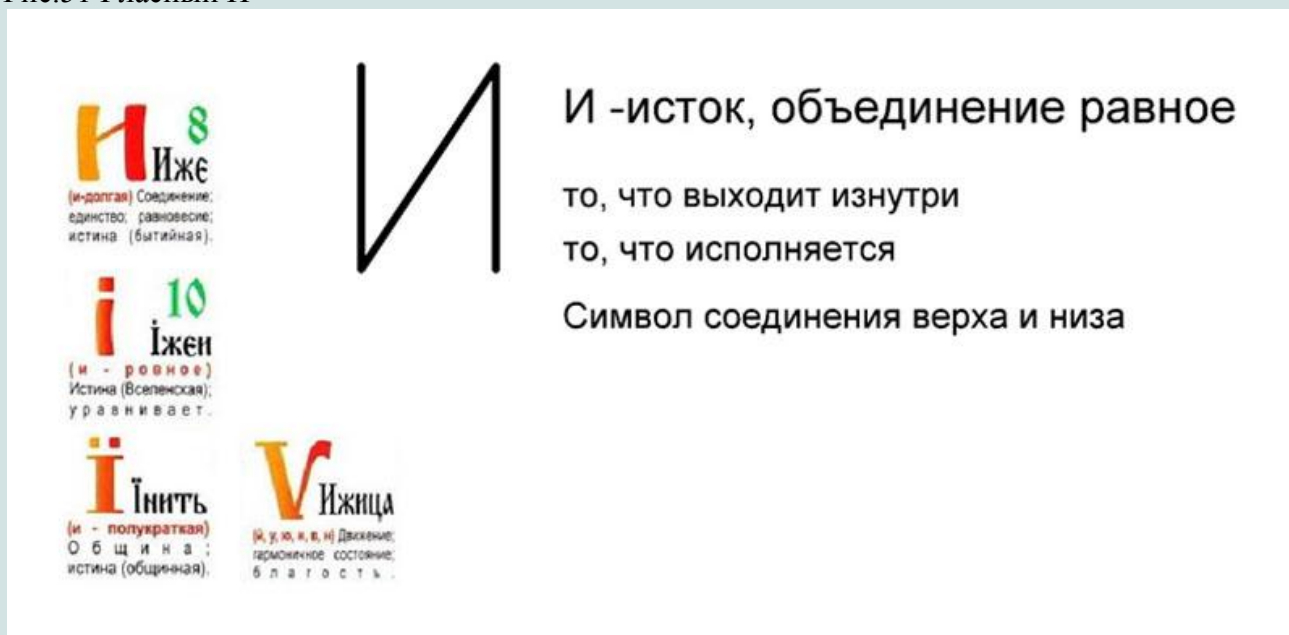 И
8
Иже
(и-долгая) Соединение;
единство; равновесие;
истина (бытийная).
10
Їжеи
(и - ровное)
Истина (Вселенская);
уравнивает.
Їнить
(и - полукраткая)
Община;
истина (общинная).
Ижица
Движение;
гармоничное состояние;
благость.
И
И -исток, объединение равное
то, что выходит изнутри
то, что исполняется
Символ соединения верха и низа